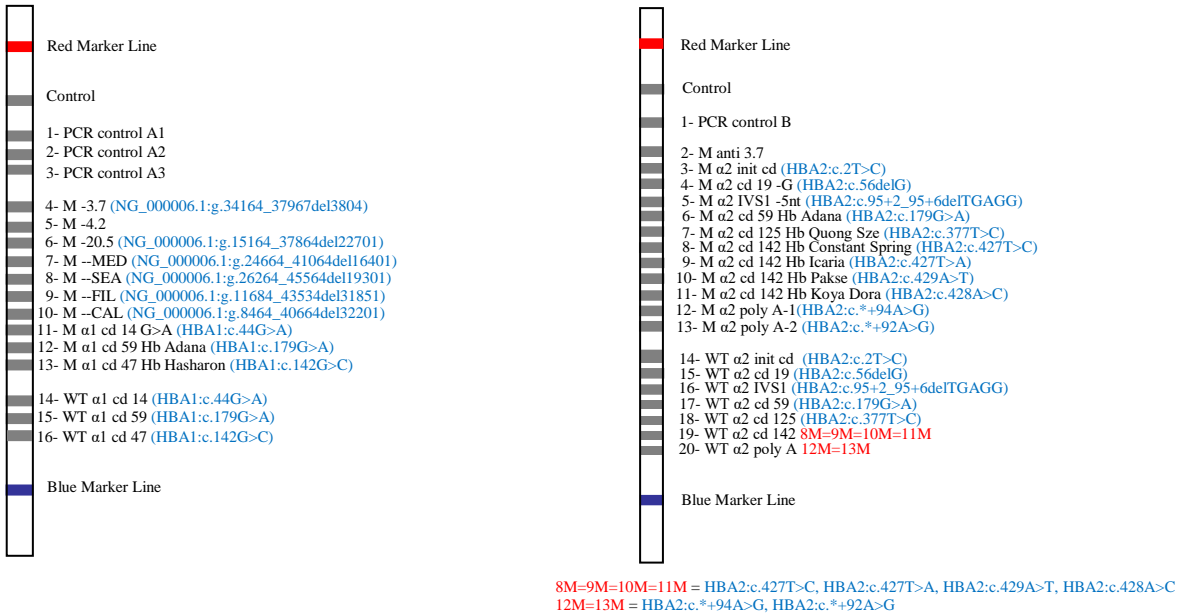 Red Marker Line
Control
1- PCR control A1
2- PCR control A2
3- PCR control A3
4- M -3.7 (NG_000006.1:g.34164_37967del3804)
5- M -4.2
6- M -20.5 (NG_000006.1:g.15164_37864del22701)
7- M --MED (NG_000006.1:g.24664_41064del16401)
8- M --SEA (NG_000006.1:g.26264_45564del19301)
9- M --FIL (NG_000006.1:g.11684_43534del31851)
10- M --CAL (NG_000006.1:g.8464_40664del32201)
11- M α1 cd 14 G>A (HBA1:c.44G>A)
12- M α1 cd 59 Hb Adana (HBA1:c.179G>A)
13- M α1 cd 47 Hb Hasharon (HBA1:c.142G>C)
14- WT α1 cd 14 (HBA1:c.44G>A)
15- WT α1 cd 59 (HBA1:c.179G>A)
16- WT α1 cd 47 (HBA1:c.142G>C)
Blue Marker Line
Red Marker Line
Control
1- PCR control B
2- M anti 3.7
3- M α2 init cd (HBA2:c.2T>C)
4- M α2 cd 19 -G (HBA2:c.56delG)
5- M α2 IVS1 -5nt (HBA2:c.95+2_95+6delTGAGG)
6- M α2 cd 59 Hb Adana (HBA2:c.179G>A)
7- M α2 cd 125 Hb Quong Sze (HBA2:c.377T>C)
8- M α2 cd 142 Hb Constant Spring (HBA2:c.427T>C)
9- M α2 cd 142 Hb Icaria (HBA2:c.427T>A)
10- M α2 cd 142 Hb Pakse (HBA2:c.429A>T)
11- M α2 cd 142 Hb Koya Dora (HBA2:c.428A>C)
12- M α2 poly A-1(HBA2:c.*+94A>G)
13- M α2 poly A-2 (HBA2:c.*+92A>G)
14- WT α2 init cd (HBA2:c.2T>C)
15- WT α2 cd 19 (HBA2:c.56delG)
16- WT α2 IVS1 (HBA2:c.95+2_95+6delTGAGG)
17- WT α2 cd 59 (HBA2:c.179G>A)
18- WT α2 cd 125 (HBA2:c.377T>C)
19- WT α2 cd 142 8M=9M=10M=11M
20- WT α2 poly A 12M=13M
Blue Marker Line
8M=9M=10M=11M = HBA2:c.427T>C, HBA2:c.427T>A, HBA2:c.429A>T, HBA2:c.428A>C
12M=13M = HBA2:c.*+94A>G, HBA2:c.*+92A>G